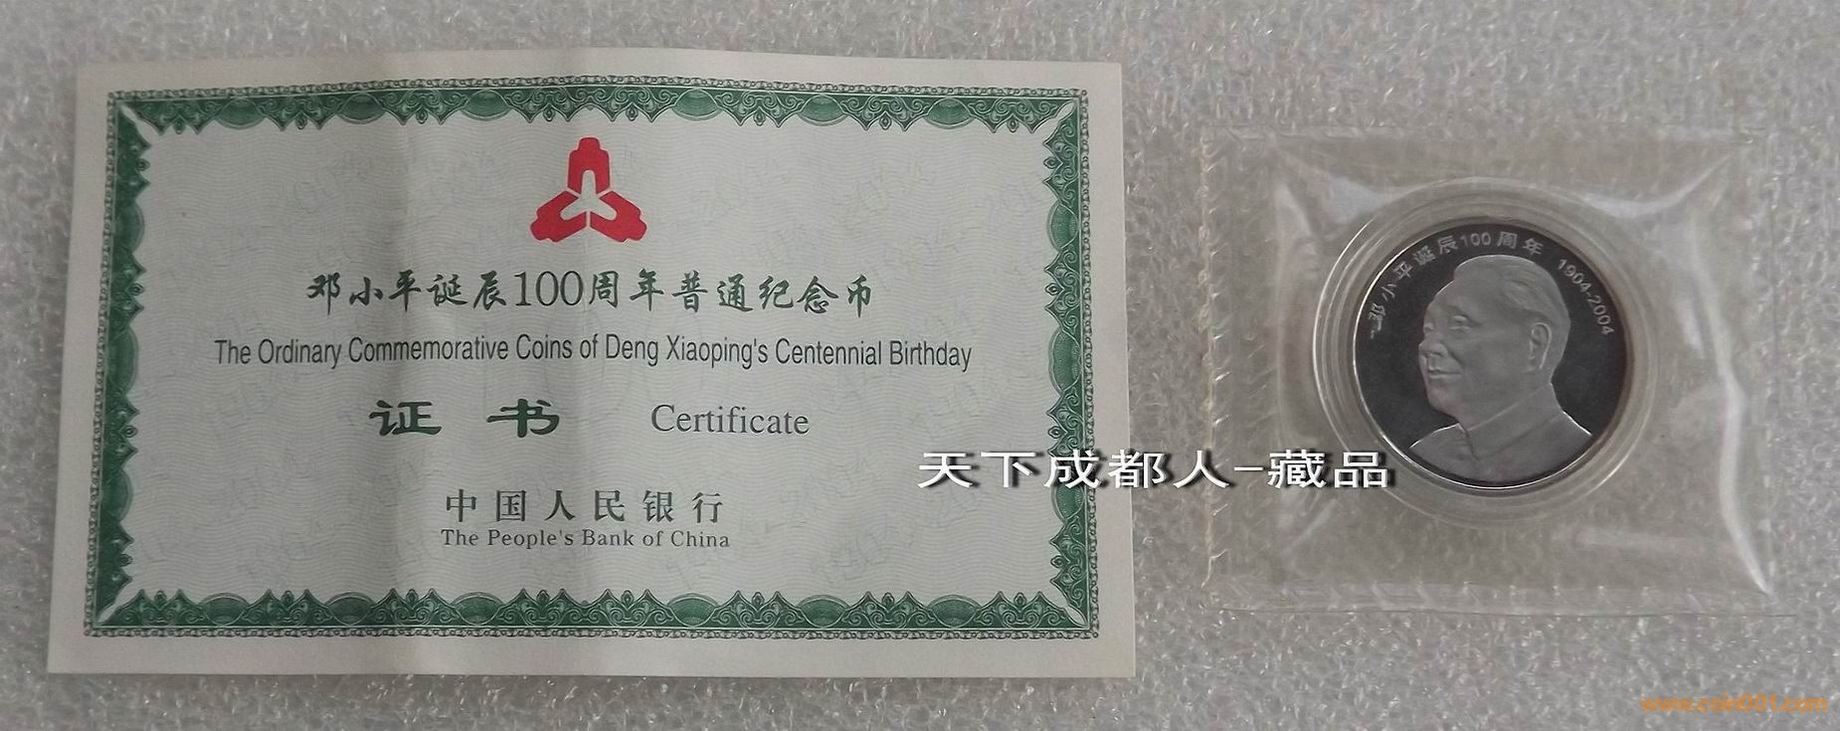 邓小平诞辰100周年普通纪念币
The Ordinary Commemorative Coins of Deng Xiaoping's Centennial Birthday
证书 Certificate
中国人民银行
The People's Bank of China
邓小平诞辰100周年 1904-2004
天下成都人-藏品
www.coin001.com